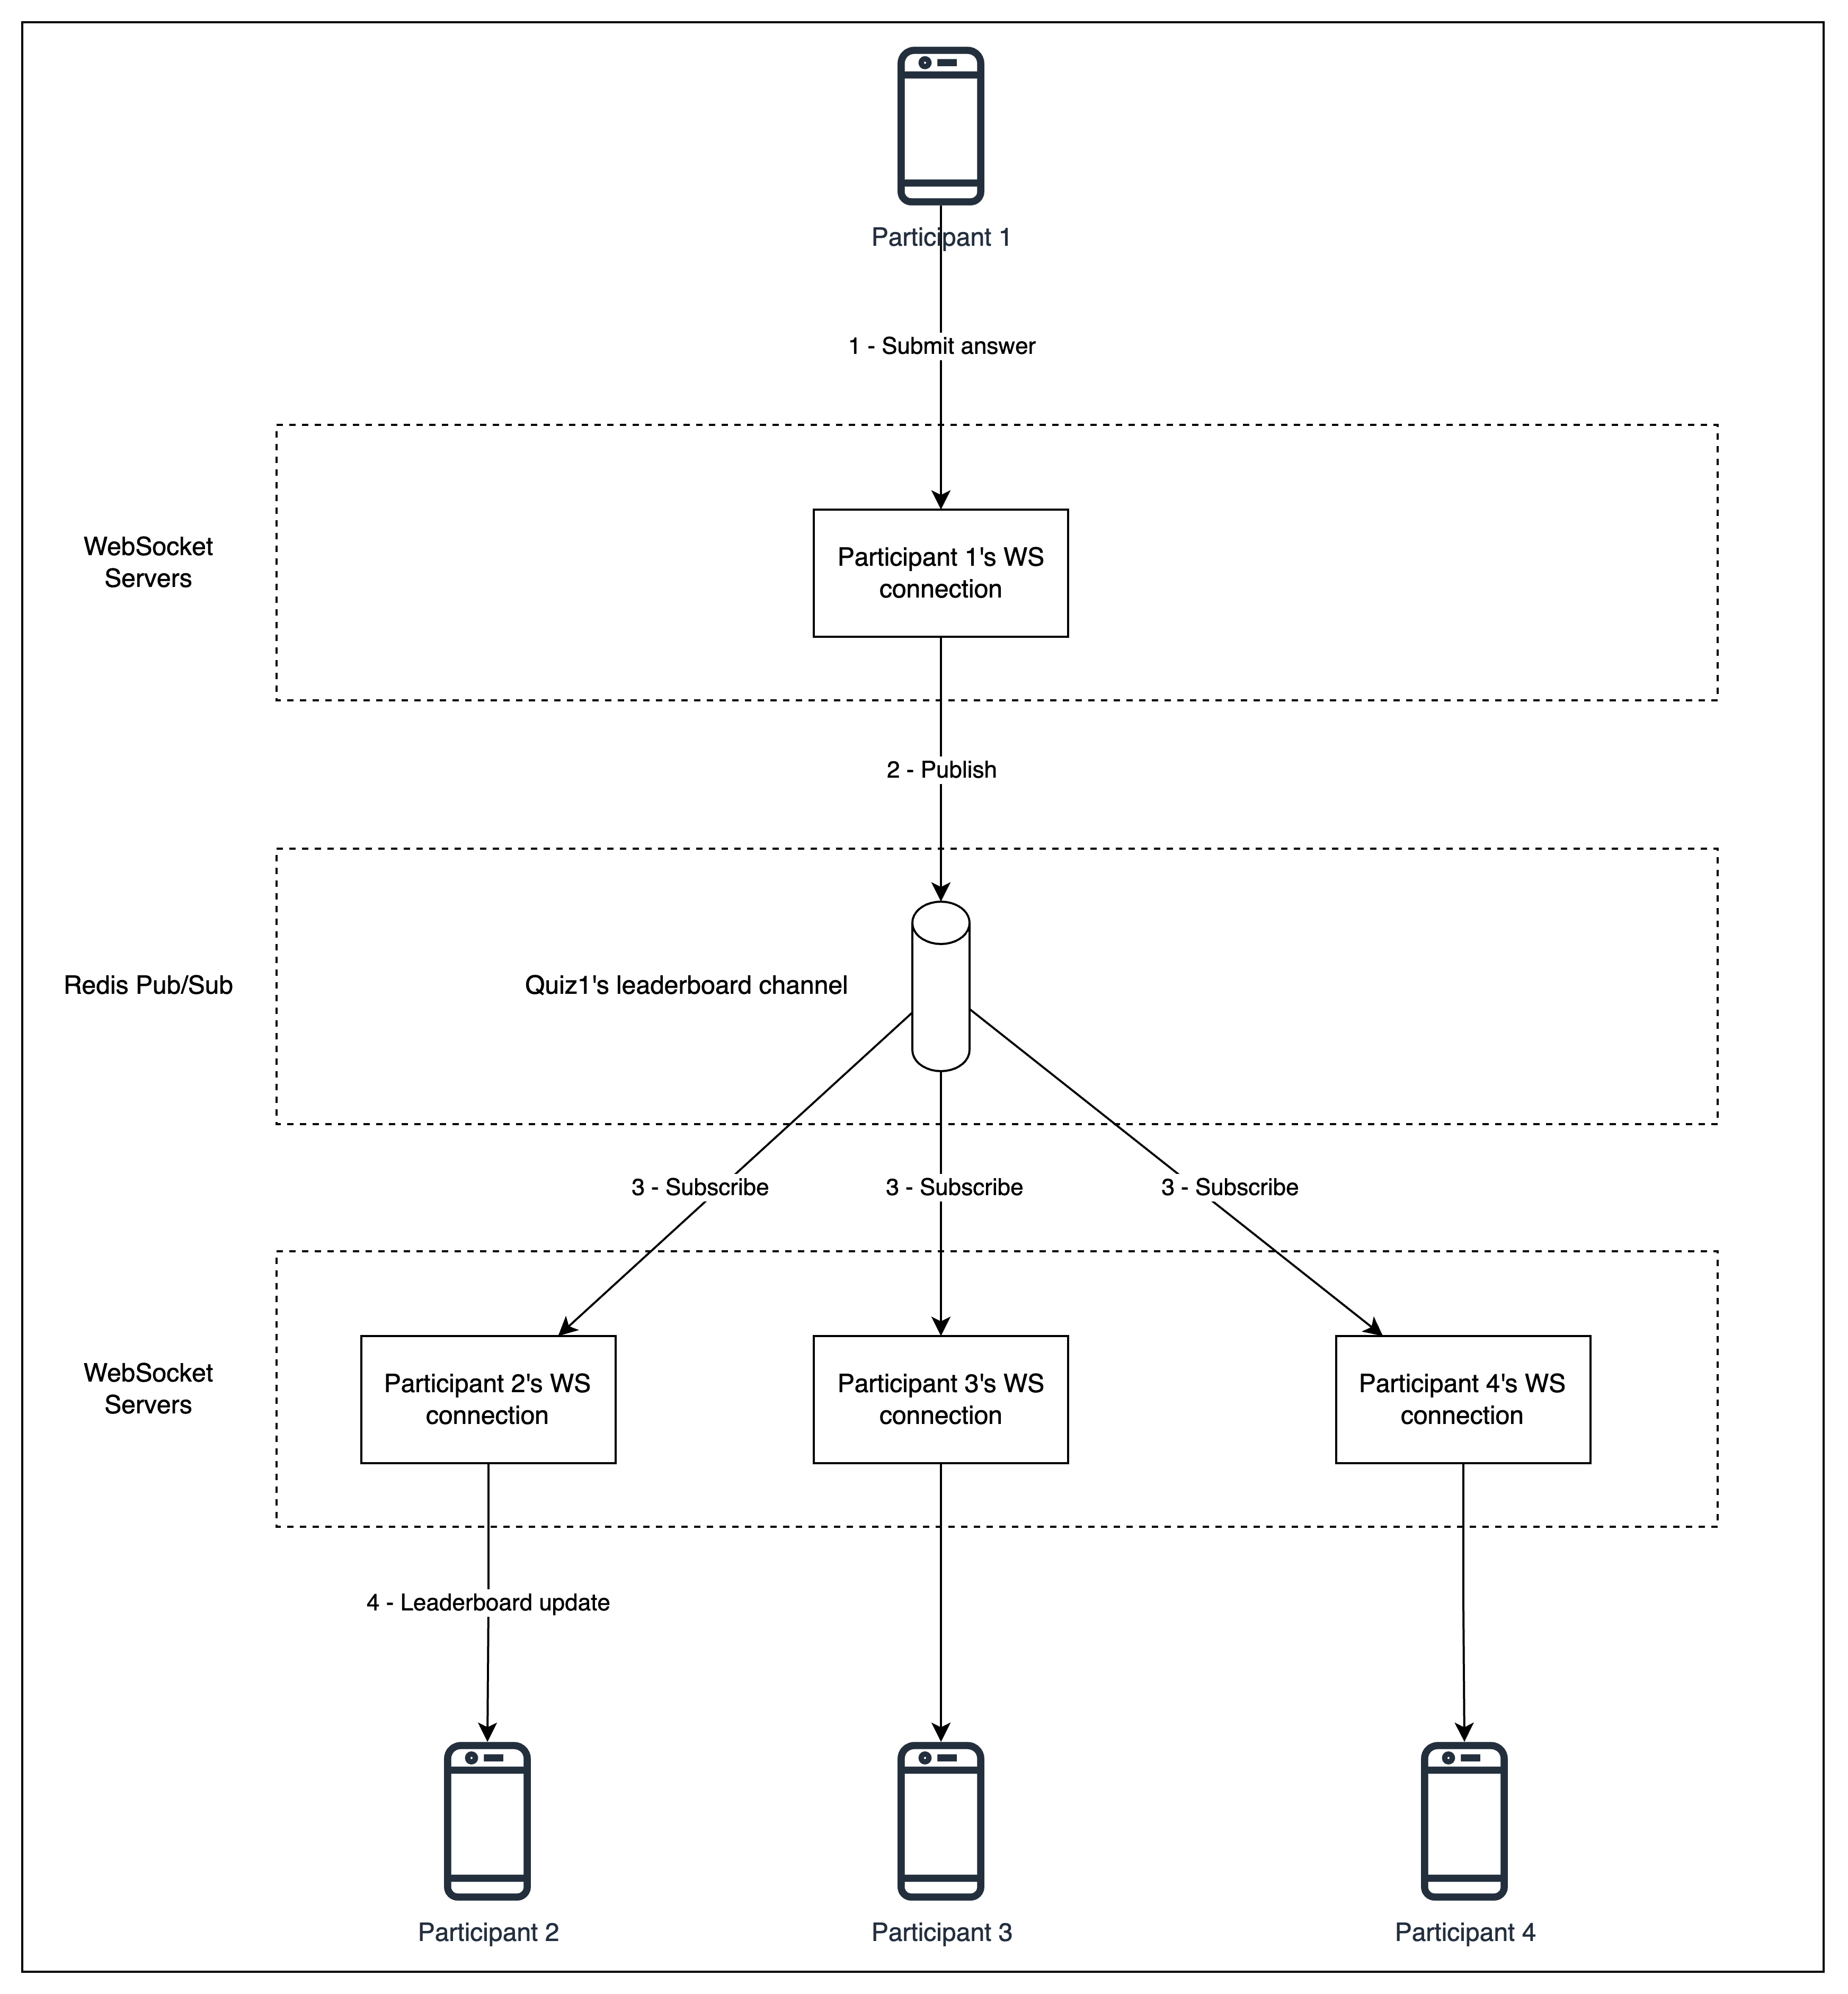 Participant 1
1 - Submit answer
WebSocket
Servers
Participant 1's WS
connection
2 - Publish
Redis Pub/Sub
Quiz1's leaderboard channel
3 - Subscribe
3 - Subscribe
3 - Subscribe
WebSocket
Servers
Participant 2's WS
connection
Participant 3's WS
connection
Participant 4's WS
connection
4 - Leaderboard update
Participant 2
Participant 3
Participant 4